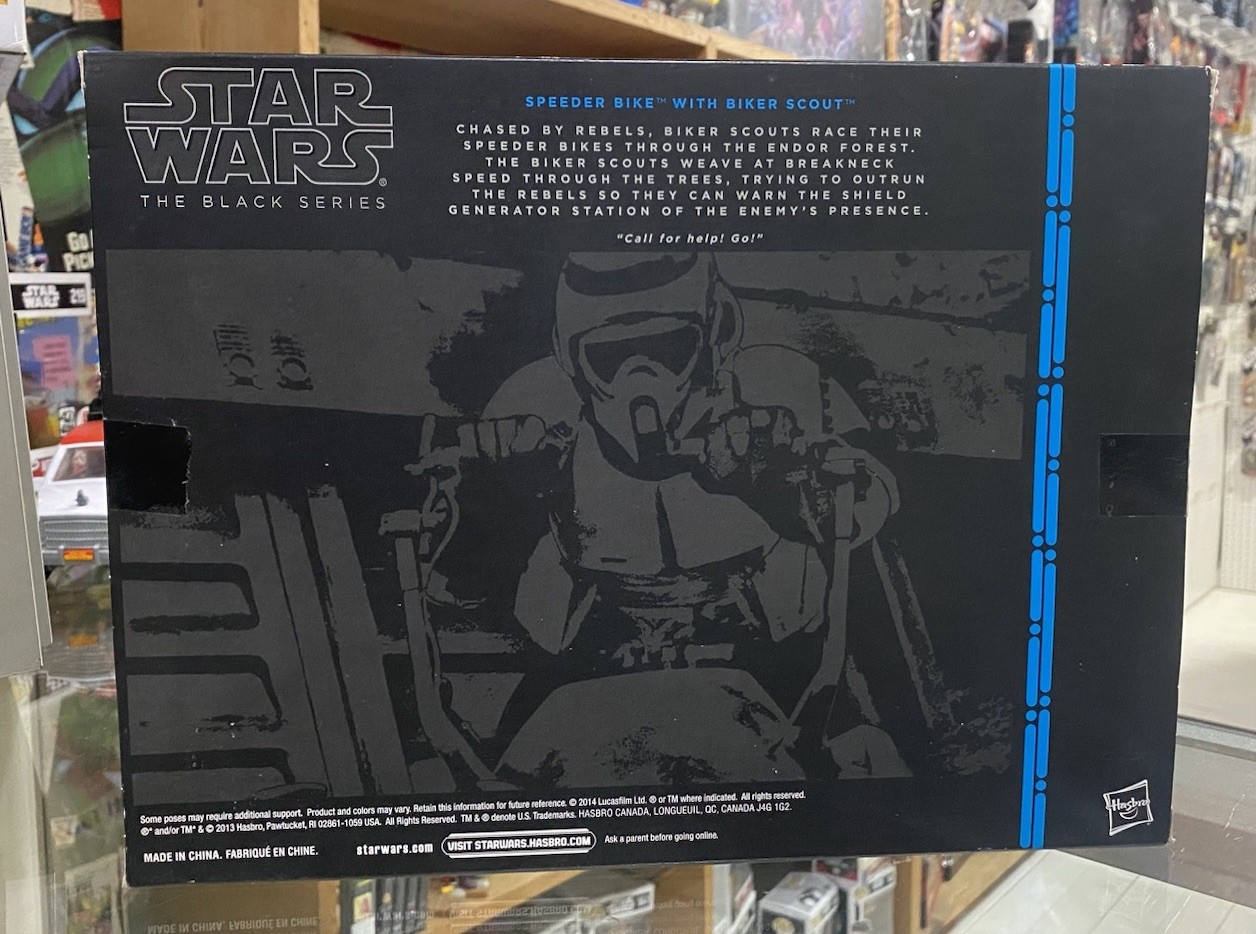 STAR
WARS®
THE BLACK SERIES
SPEEDER BIKE™ WITH BIKER SCOUT™
CHASED BY REBELS, BIKER SCOUTS RACE THEIR
SPEEDER BIKES THROUGH THE ENDOR FOREST.
THE BIKER SCOUTS WEAVE AT BREAKNECK
SPEED THROUGH THE TREES, TRYING TO OUTRUN
THE REBELS SO THEY CAN WARN THE SHIELD
GENERATOR STATION OF THE ENEMY'S PRESENCE.
"Call for help! Go!"
STAR
WARS
Some poses may require additional support. Product and colors may vary. Retain this information for future reference. © 2014 Lucasfilm Ltd. ® or TM where indicated. All rights reserved.
®* and/or TM* & © 2013 Hasbro, Pawtucket, RI 02861-1059 USA. All Rights Reserved. TM & ® denote U.S. Trademarks. HASBRO CANADA, LONGUEUIL, QC, CANADA J4G 1G2.
MADE IN CHINA. FABRIQUÉ EN CHINE.
starwars.com
VISIT STARWARS.HASBRO.COM
Ask a parent before going online.
Hasbro